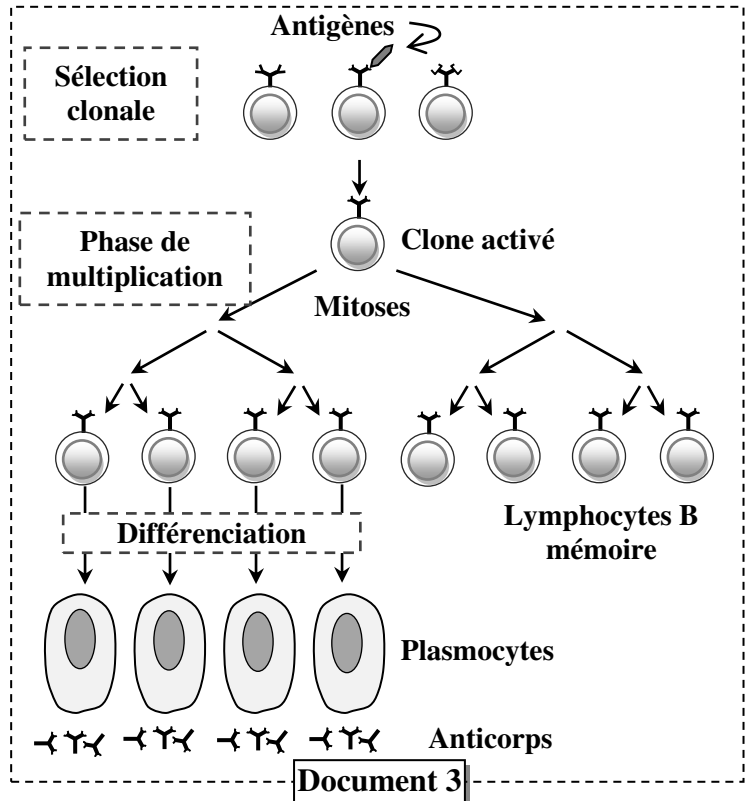 Antigènes
Sélection
clonale
Phase de
multiplication
Clone activé
Mitoses
Différenciation
Lymphocytes B
mémoire
Plasmocytes
Anticorps
Document 3